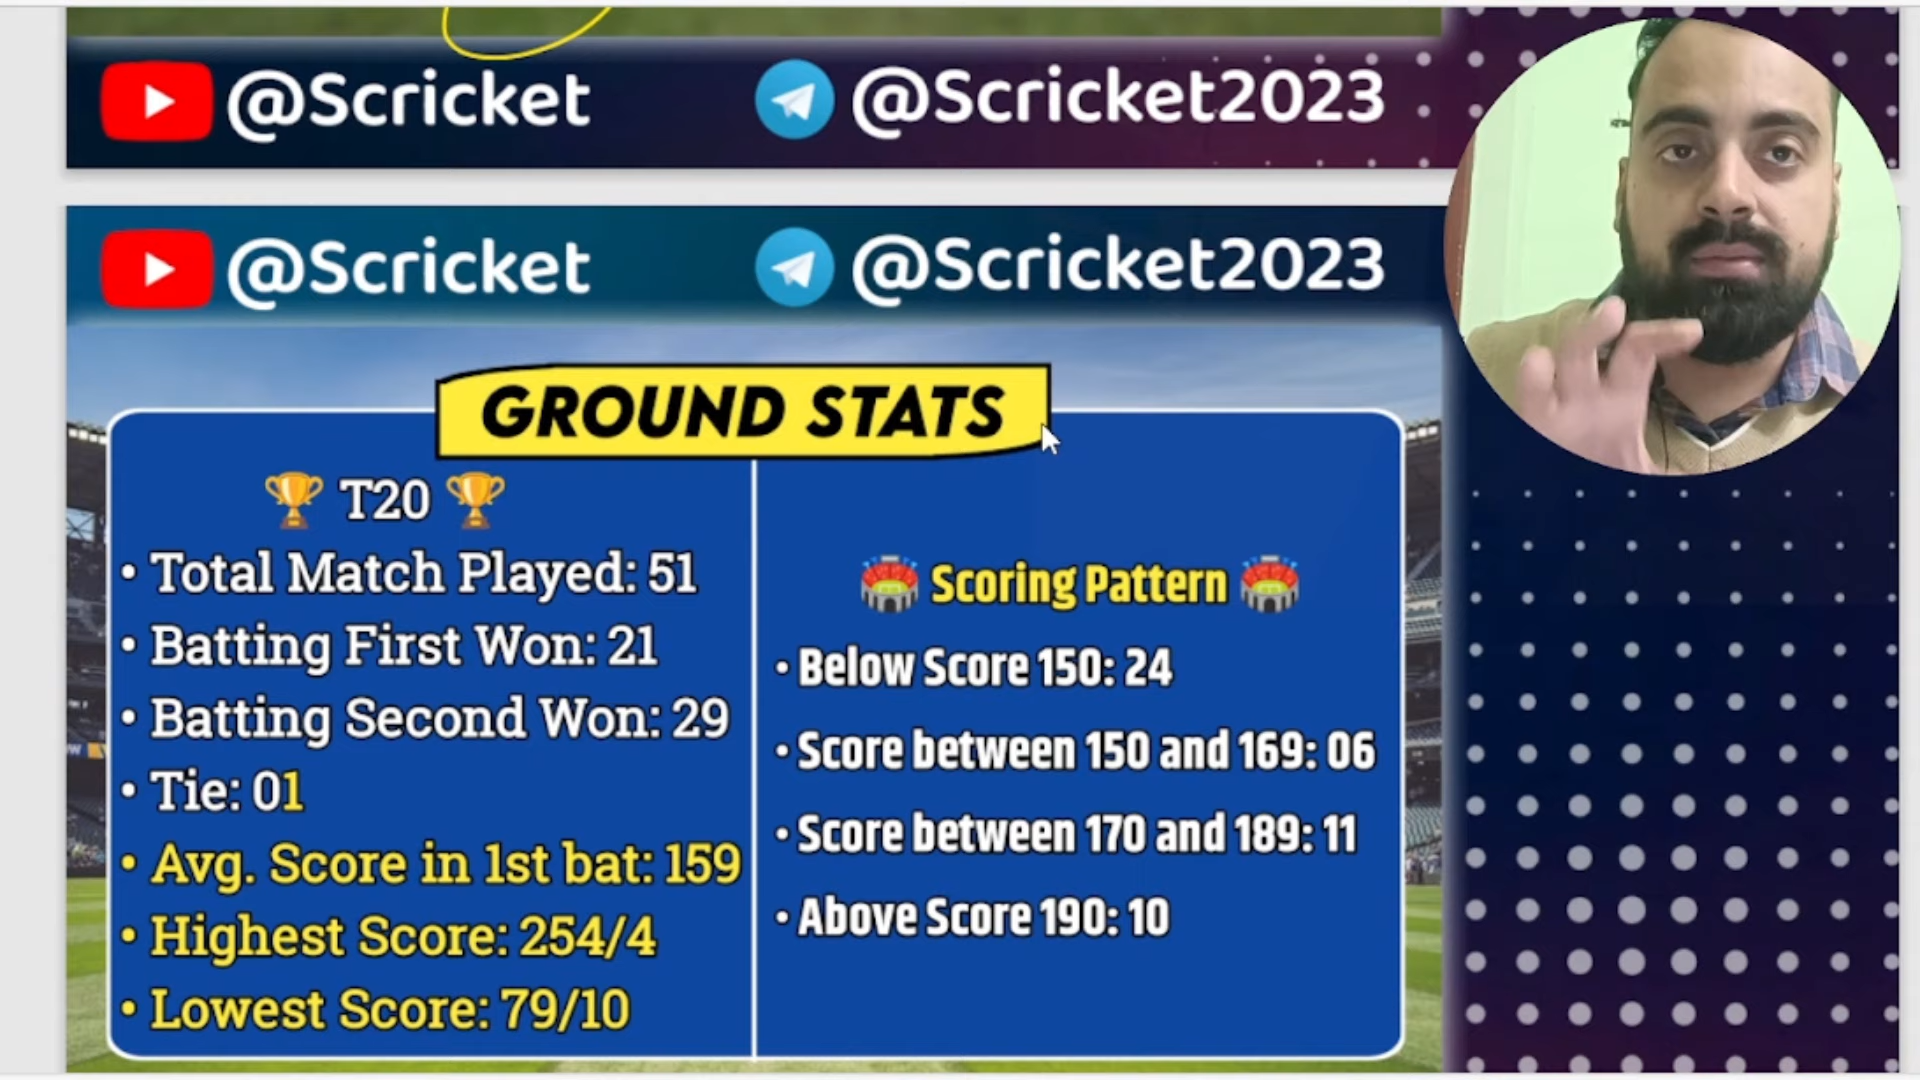 @Scricket @Scricket2023
@Scricket @Scricket2023
GROUND STATS
🏆 T20 🏆
• Total Match Played: 51
• Batting First Won: 21
• Batting Second Won: 29
• Tie: 01
• Avg. Score in 1st bat: 159
• Highest Score: 254/4
• Lowest Score: 79/10
🏟 Scoring Pattern 🏟
• Below Score 150: 24
• Score between 150 and 169: 06
• Score between 170 and 189: 11
• Above Score 190: 10